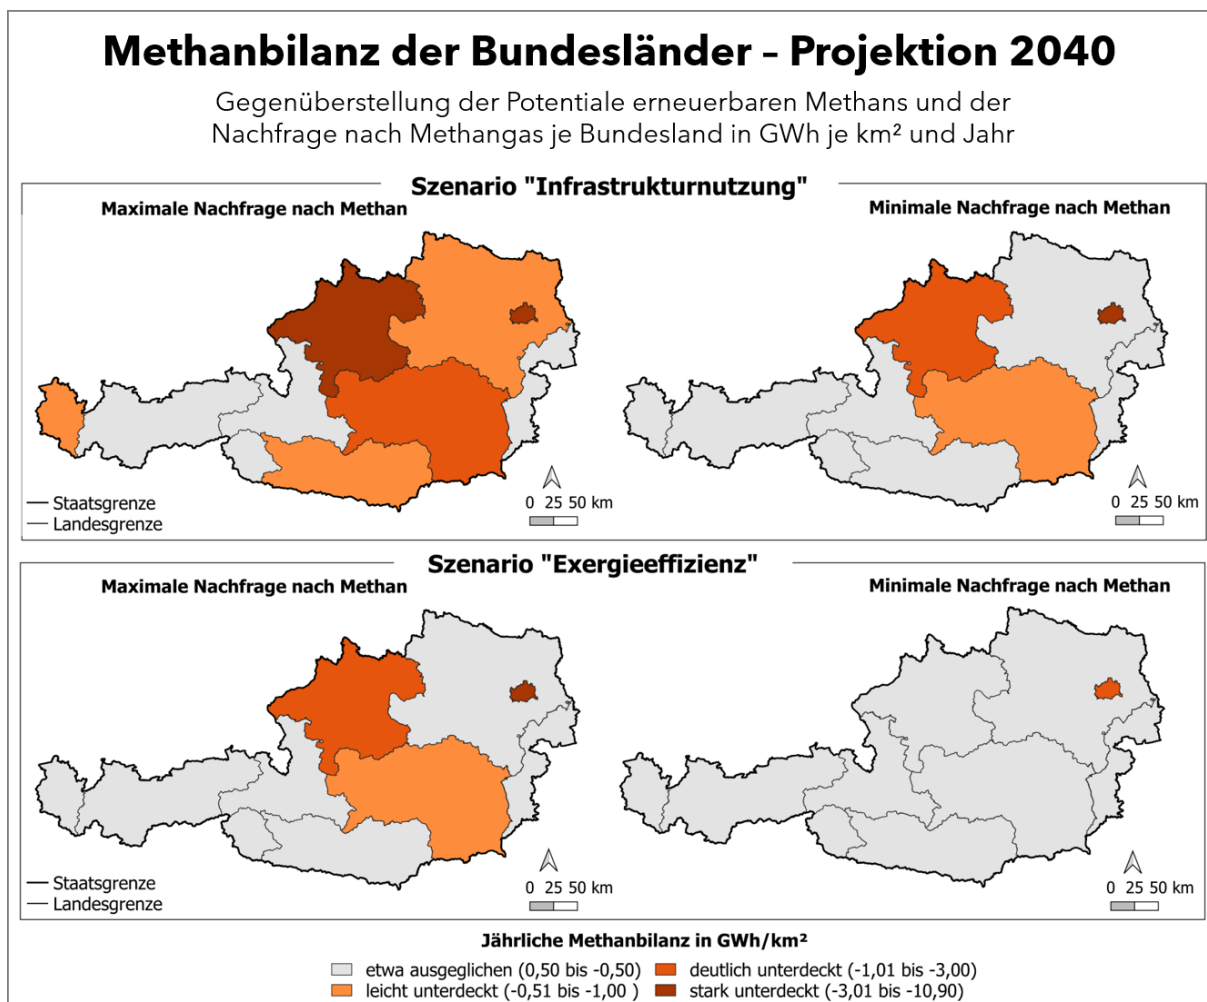 Methanbilanz der Bundesländer – Projektion 2040
Gegenüberstellung der Potentiale erneuerbaren Methans und der
Nachfrage nach Methangas je Bundesland in GWh je km² und Jahr
Szenario "Infrastrukturnutzung"
Maximale Nachfrage nach Methan
Minimale Nachfrage nach Methan
Staatsgrenze
Landesgrenze
0 25 50 km
0 25 50 km
Szenario "Exergieeffizienz"
Maximale Nachfrage nach Methan
Minimale Nachfrage nach Methan
Staatsgrenze
Landesgrenze
0 25 50 km
0 25 50 km
Jährliche Methanbilanz in GWh/km²
etwa ausgeglichen (0,50 bis -0,50)
deutlich unterdeckt (-1,01 bis -3,00)
leicht unterdeckt (-0,51 bis -1,00 )
stark unterdeckt (-3,01 bis -10,90)